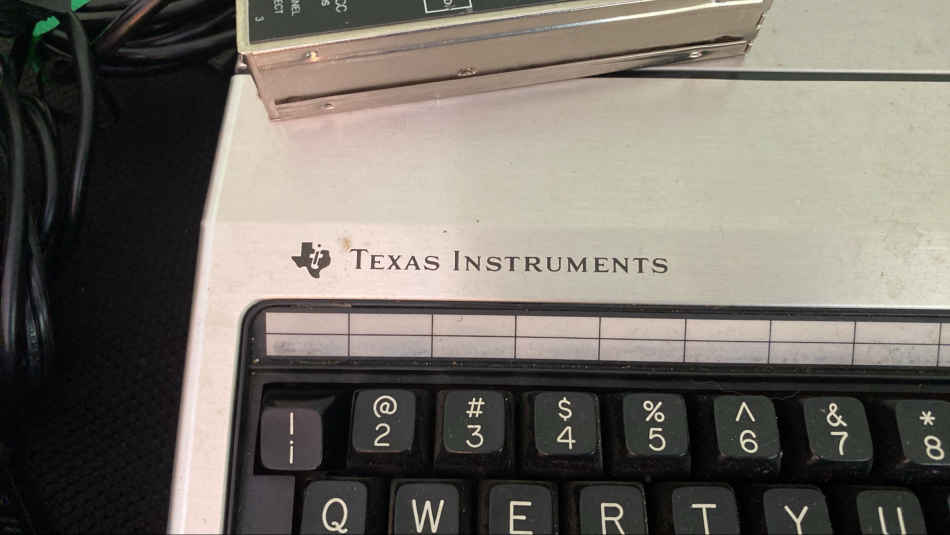 TEXAS INSTRUMENTS
! @ # $ % ^ & *
1 2 3 4 5 6 7 8
Q W E R T Y U